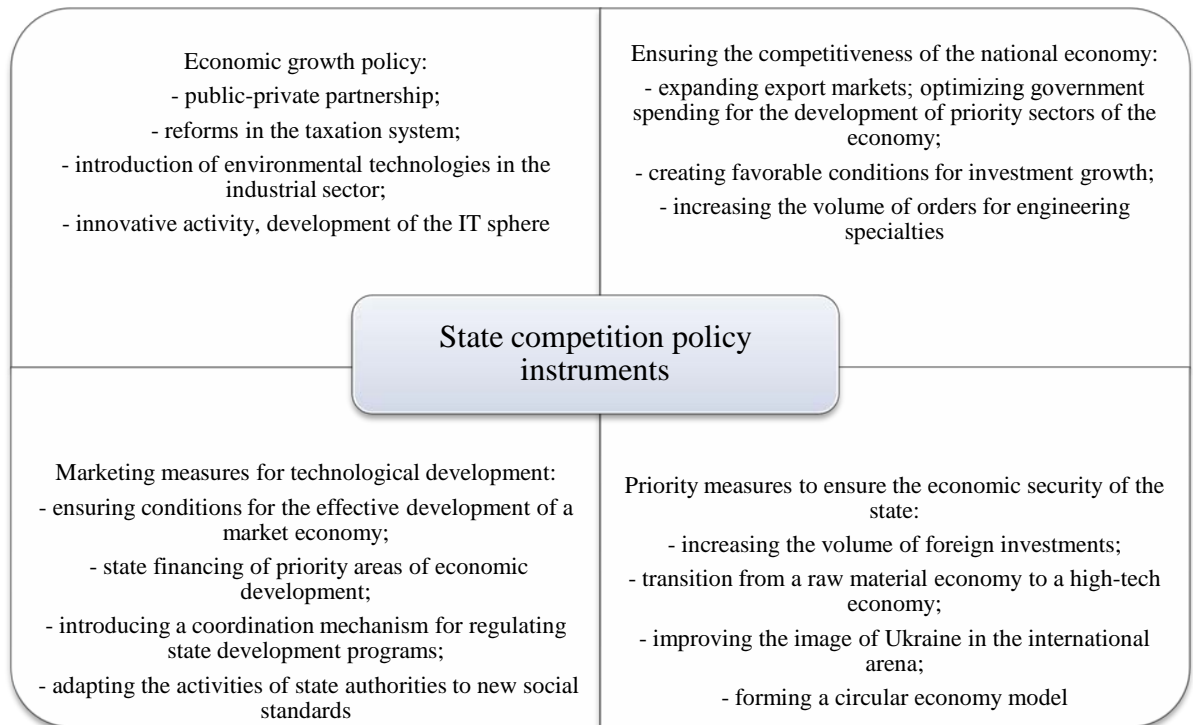 Economic growth policy:
- public-private partnership;
- reforms in the taxation system;
- introduction of environmental technologies in the
industrial sector;
- innovative activity, development of the IT sphere
Ensuring the competitiveness of the national economy:
- expanding export markets; optimizing government
spending for the development of priority sectors of the
economy;
- creating favorable conditions for investment growth;
- increasing the volume of orders for engineering
specialties
State competition policy
instruments
Marketing measures for technological development:
- ensuring conditions for the effective development of a
market economy;
- state financing of priority areas of economic
development;
- introducing a coordination mechanism for regulating
state development programs;
- adapting the activities of state authorities to new social
standards
Priority measures to ensure the economic security of the
state:
- increasing the volume of foreign investments;
- transition from a raw material economy to a high-tech
economy;
- improving the image of Ukraine in the international
arena;
- forming a circular economy model